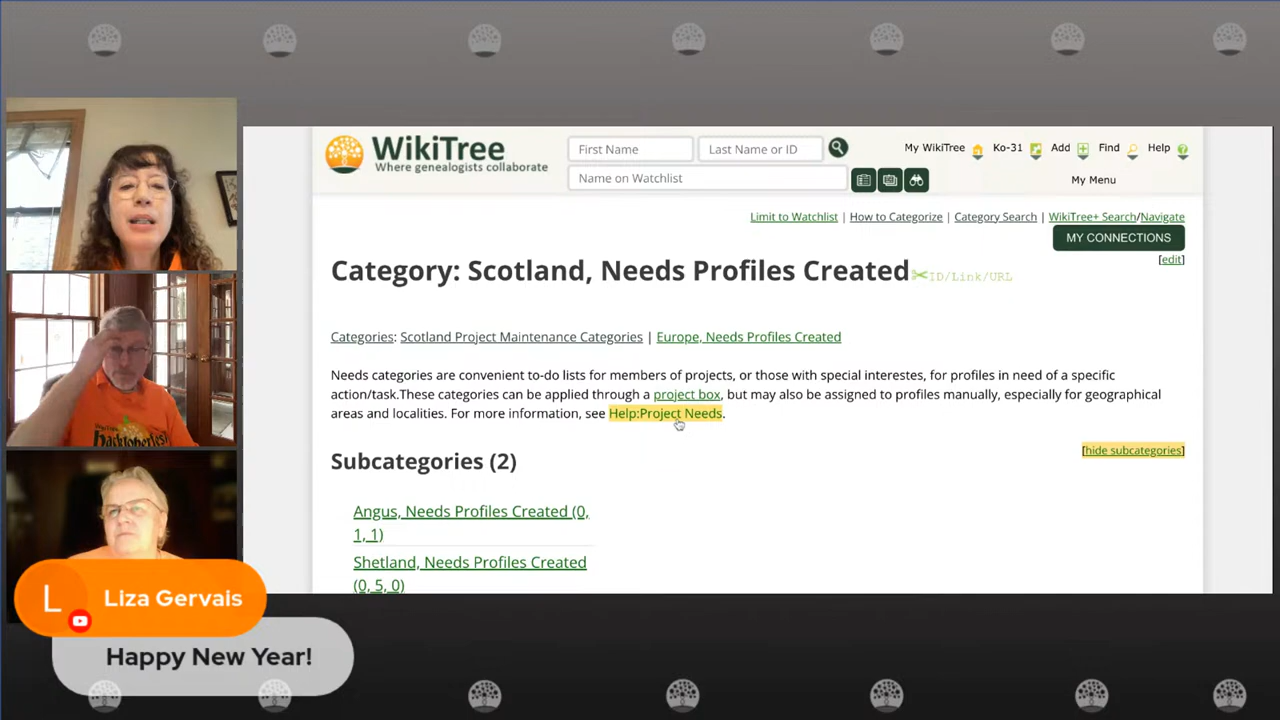 WikiTree
Where genealogists collaborate
First Name
Last Name or ID
My WikiTree
Ko-31
Add
Find
Help
Name on Watchlist
My Menu
Limit to Watchlist | How to Categorize | Category Search | WikiTree+ Search/Navigate
MY CONNECTIONS
[edit]
Category: Scotland, Needs Profiles Created
ID/Link/URL
Categories: Scotland Project Maintenance Categories | Europe, Needs Profiles Created
Needs categories are convenient to-do lists for members of projects, or those with special interestes, for profiles in need of a specific
action/task.These categories can be applied through a project box, but may also be assigned to profiles manually, especially for geographical
areas and localities. For more information, see Help:Project Needs.
[hide subcategories]
Subcategories (2)
Angus, Needs Profiles Created (0,
1, 1)
Shetland, Needs Profiles Created
(0, 5, 0)
L
Liza Gervais
Happy New Year!